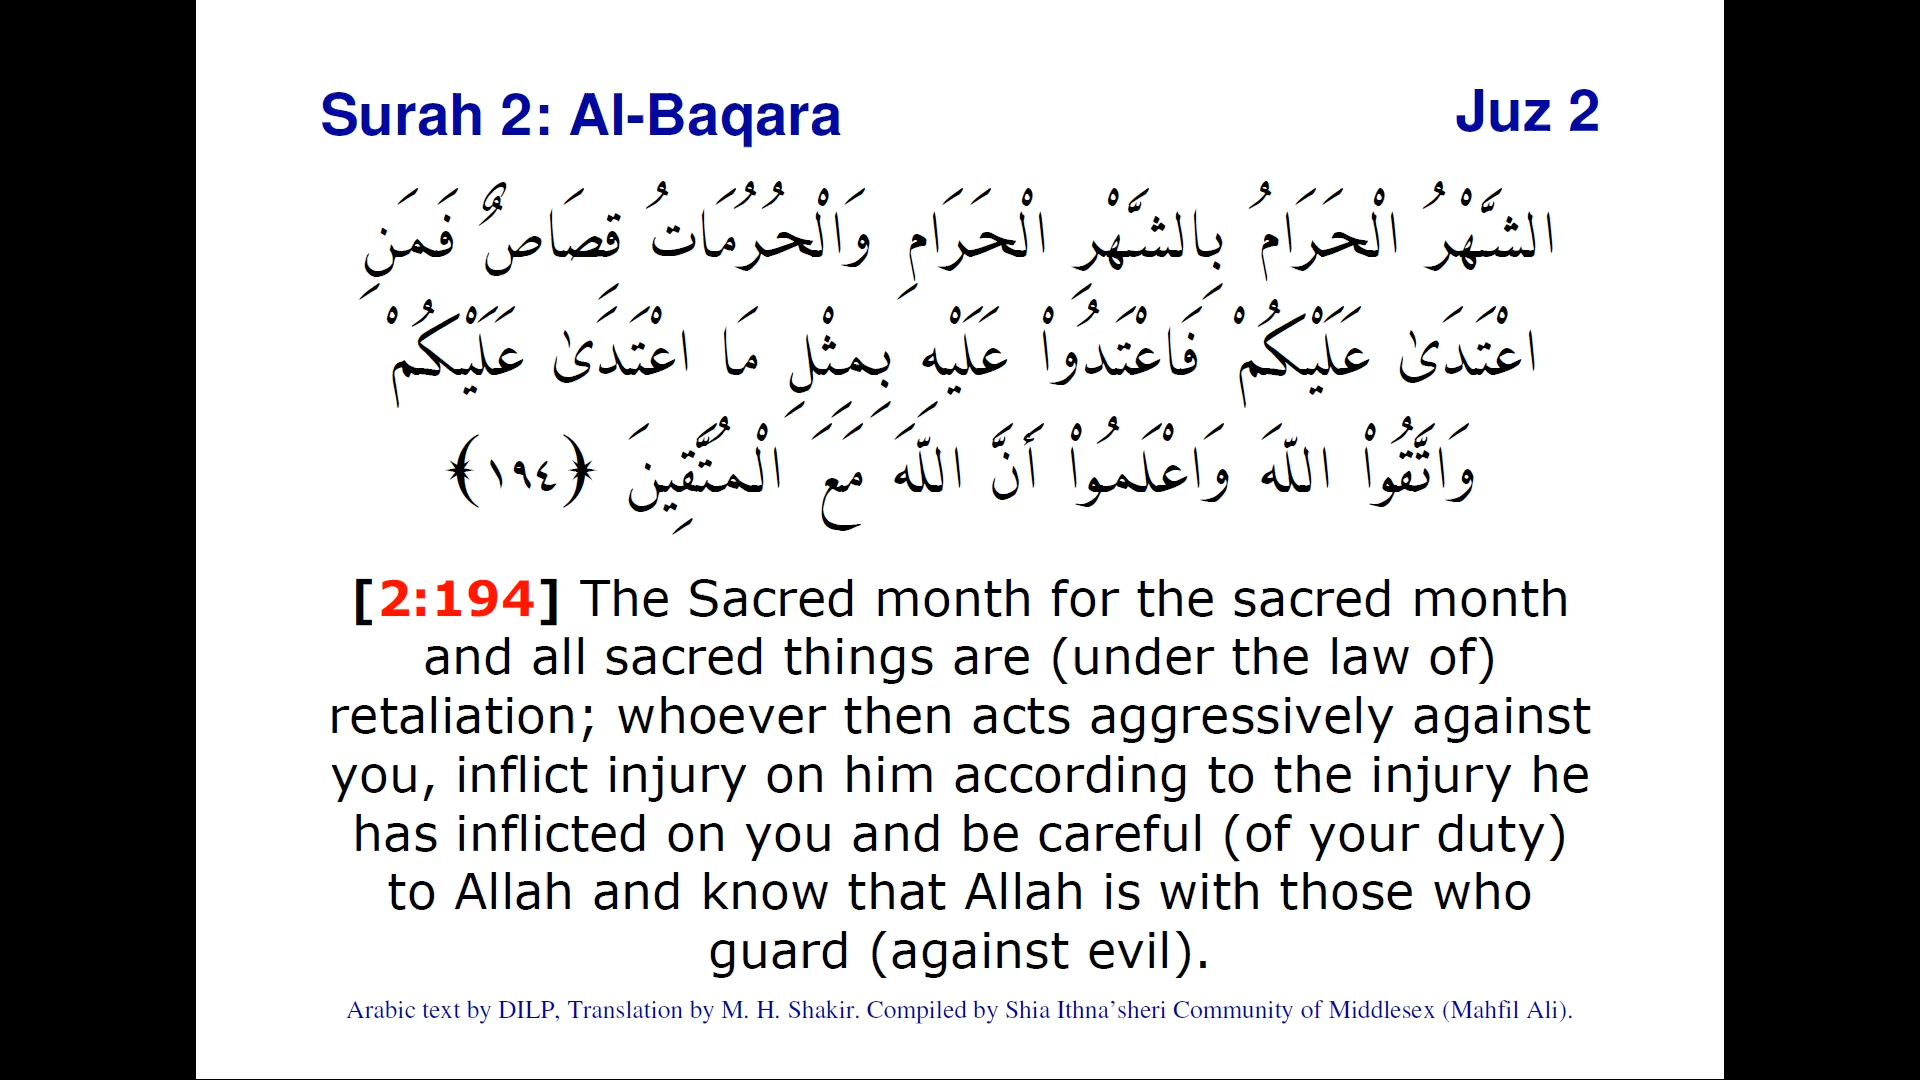 Surah 2: Al-Baqara Juz 2
الشَّهْرُ الْحَرَامُ بِالشَّهْرِ الْحَرَامِ وَالْحُرُمَاتُ قِصَاصٌ فَمَنِ
اعْتَدَىٰ عَلَيْكُمْ فَاعْتَدُواْ عَلَيْهِ بِمِثْلِ مَا اعْتَدَىٰ عَلَيْكُمْ
وَاتَّقُواْ اللّهَ وَاعْلَمُواْ أَنَّ اللّهَ مَعَ الْمُتَّقِينَ ﴿١٩٤﴾
[2:194] The Sacred month for the sacred month
and all sacred things are (under the law of)
retaliation; whoever then acts aggressively against
you, inflict injury on him according to the injury he
has inflicted on you and be careful (of your duty)
to Allah and know that Allah is with those who
guard (against evil).
Arabic text by DILP, Translation by M. H. Shakir. Compiled by Shia Ithna’sheri Community of Middlesex (Mahfil Ali).